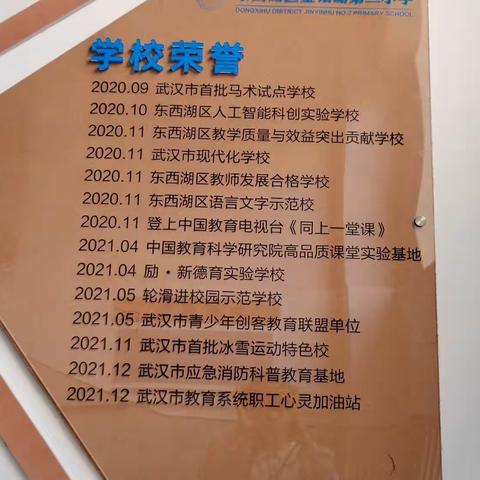 DONGXIHU DISTRICT JINYINHU NO.2 PRIMARY SCHOOL
学校荣誉
2020.09 武汉市首批马术试点学校
2020.10 东西湖区人工智能科创实验学校
2020.11 东西湖区教学质量与效益突出贡献学校
2020.11 武汉市现代化学校
2020.11 东西湖区教师发展合格学校
2020.11 东西湖区语言文字示范校
2020.11 登上中国教育电视台《同上一堂课》
2021.04 中国教育科学研究院高品质课堂实验基地
2021.04 励·新德育实验学校
2021.05 轮滑进校园示范学校
2021.05 武汉市青少年创客教育联盟单位
2021.11 武汉市首批冰雪运动特色校
2021.12 武汉市应急消防科普教育基地
2021.12 武汉市教育系统职工心灵加油站